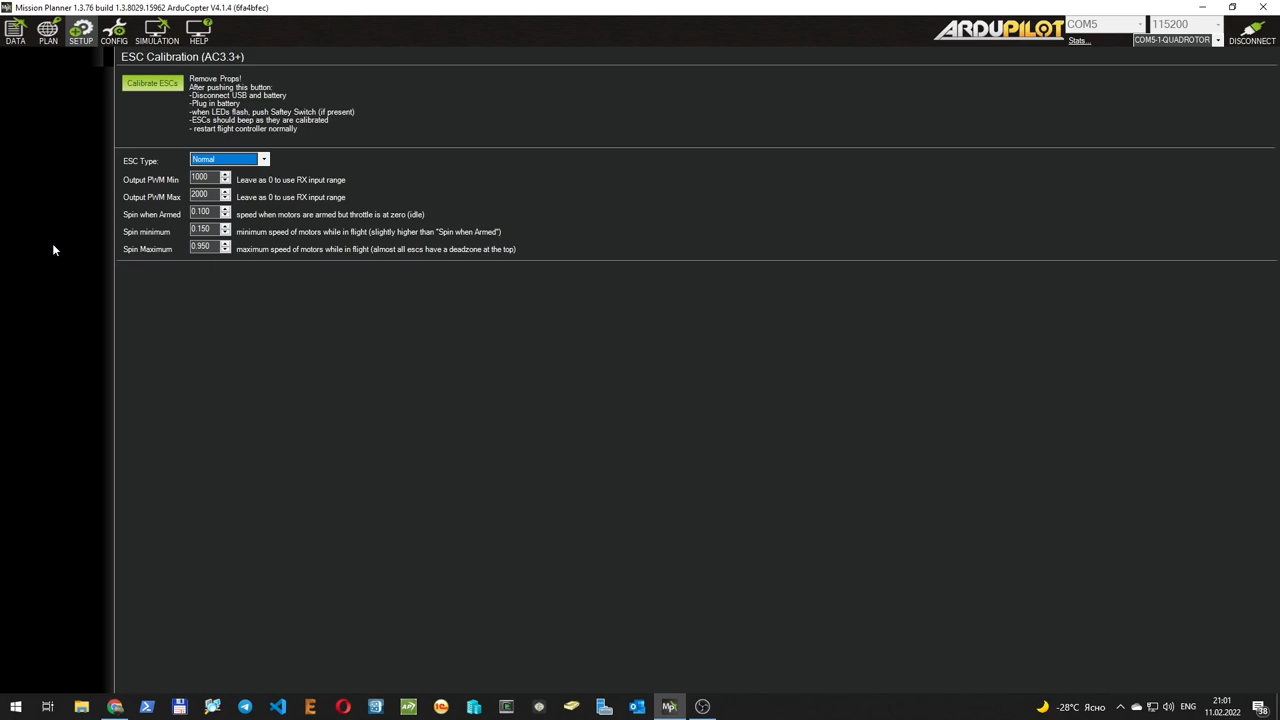 Mission Planner 1.3.76 build 1.3.8029.15966 ArduCopter V4.1.4 (6fa4bfec)
DATA PLAN SETUP CONFIG SIMULATION HELP
ARDUPILOT
COM5 115200
Stats... COM5-1-QUADROTOR DISCONNECT
ESC Calibration (AC3.3+)
Calibrate ESCs
Remove Props!
After pushing this button:
-Disconnect USB and battery
-Plug in battery
-when LEDs flash, push Saftey Switch (if present)
-ESCs should beep as they are calibrated
- restart flight controller normally
ESC Type: Normal
Output PWM Min 1000 Leave as 0 to use RX input range
Output PWM Max 2000 Leave as 0 to use RX input range
Spin when Armed 0.100 speed when motors are armed but throttle is at zero (idle)
Spin minimum 0.150 minimum speed of motors while in flight (slightly higher than "Spin when Armed")
Spin Maximum 0.950 maximum speed of motors while in flight (almost all escs have a deadzone at the top)
-28°C Ясно ENG
21:01
11.02.2022
38